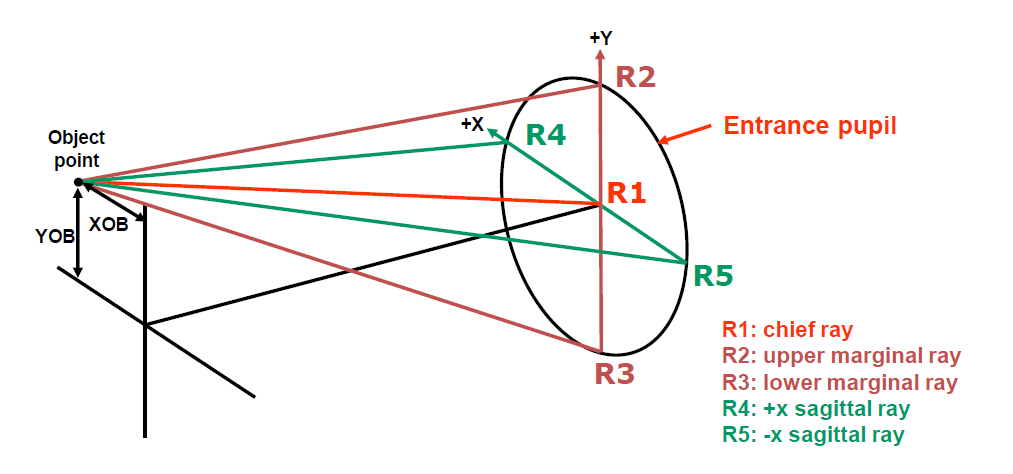 +Y
R2
+X
R4
Entrance pupil
Object
point
R1
XOB
YOB
R5
R3
R1: chief ray
R2: upper marginal ray
R3: lower marginal ray
R4: +x sagittal ray
R5: -x sagittal ray